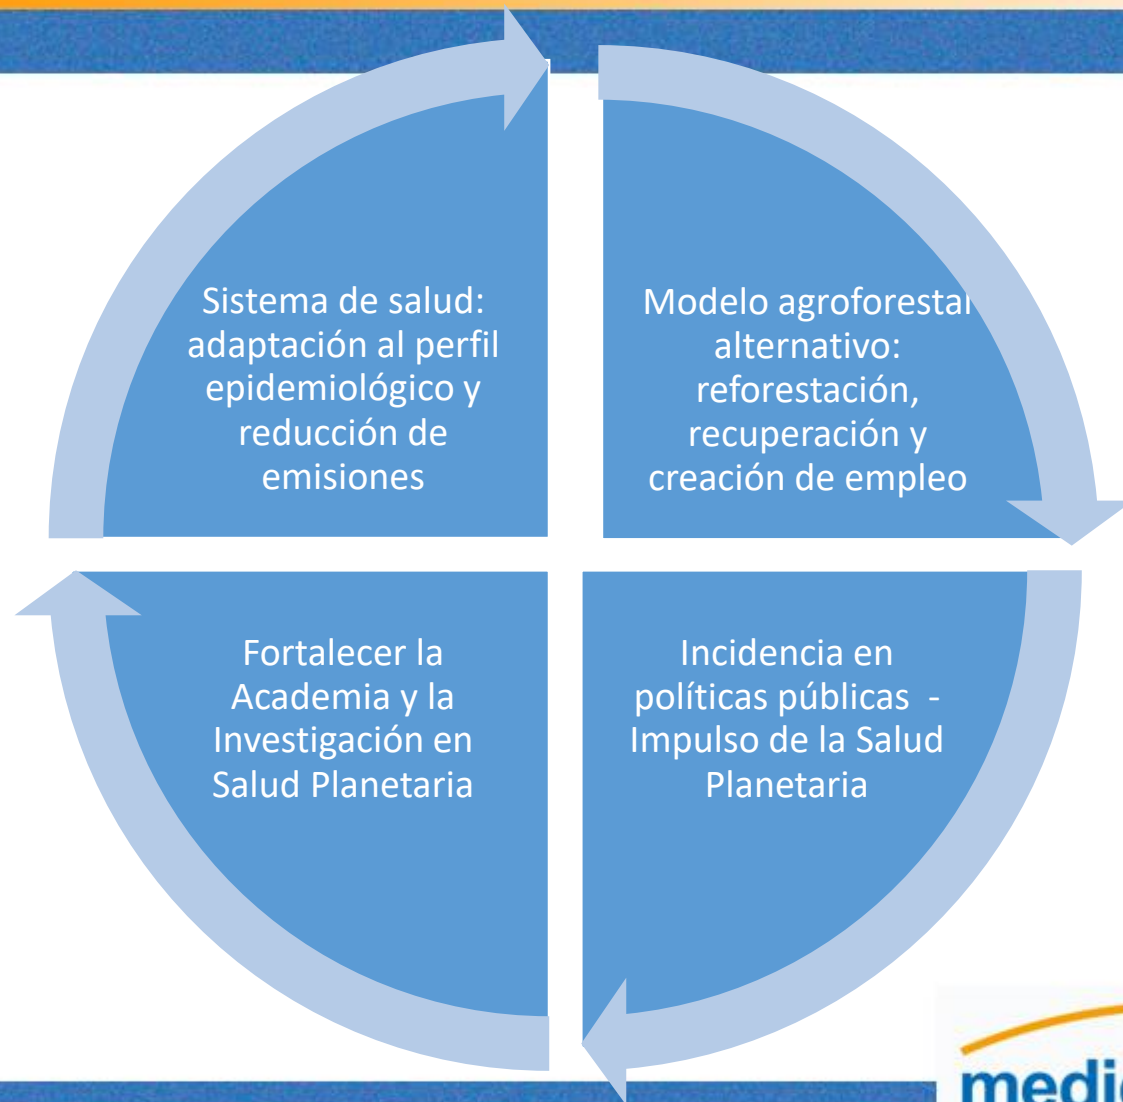 Sistema de salud:
adaptación al perfil
epidemiológico y
reducción de
emisiones
Modelo agroforestal
alternativo:
reforestación,
recuperación y
creación de empleo
Fortalecer la
Academia y la
Investigación en
Salud Planetaria
Incidencia en
políticas públicas -
Impulso de la Salud
Planetaria